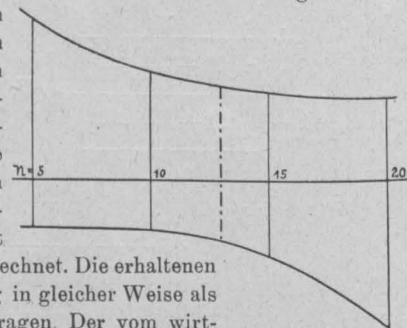 n=5
10
15
20
echnet. Die erhaltenen
in gleicher Weise als
ragen. Der vom wirt-